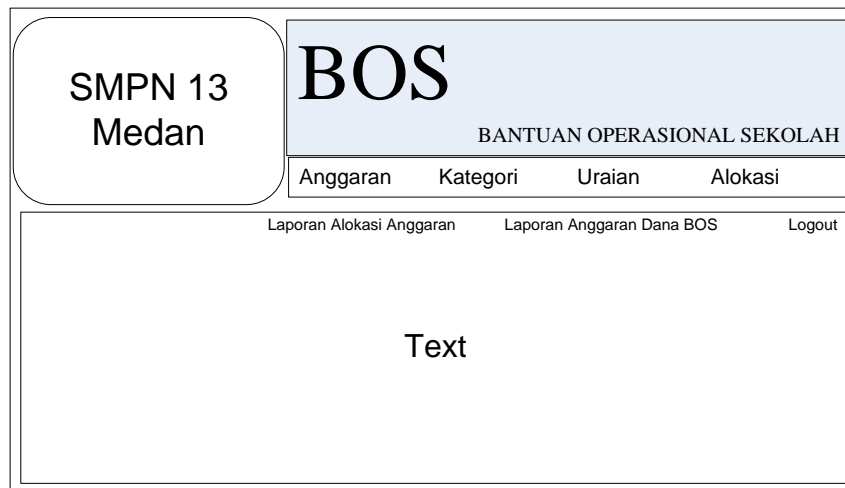 SMPN 13
Medan
BOS
BANTUAN OPERASIONAL SEKOLAH
Anggaran Kategori Uraian Alokasi
Laporan Alokasi Anggaran Laporan Anggaran Dana BOS Logout
Text